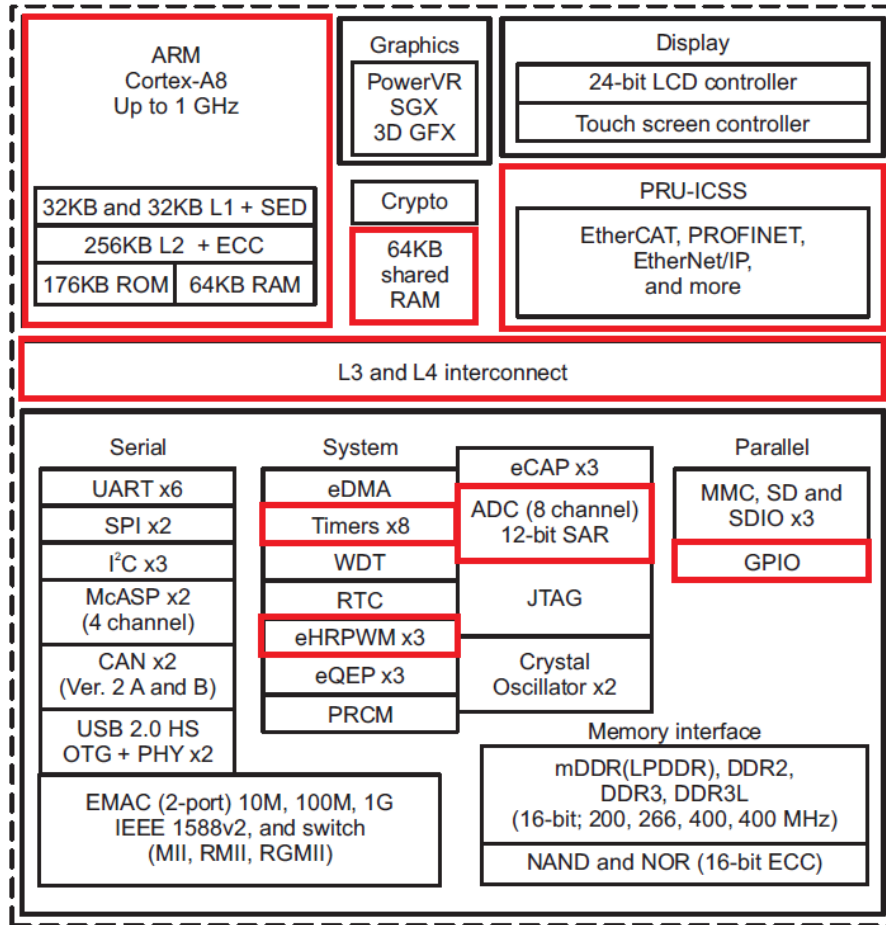 ARM
Cortex-A8
Up to 1 GHz
32KB and 32KB L1 + SED
256KB L2 + ECC
176KB ROM
64KB RAM
Graphics
PowerVR
SGX
3D GFX
Crypto
64KB
shared
RAM
Display
24-bit LCD controller
Touch screen controller
PRU-ICSS
EtherCAT, PROFINET,
EtherNet/IP,
and more
L3 and L4 interconnect
Serial
UART x6
SPI x2
I²C x3
McASP x2
(4 channel)
CAN x2
(Ver. 2 A and B)
USB 2.0 HS
OTG + PHY x2
EMAC (2-port) 10M, 100M, 1G
IEEE 1588v2, and switch
(MII, RMII, RGMII)
System
eDMA
Timers x8
WDT
RTC
eHRPWM x3
eQEP x3
PRCM
eCAP x3
ADC (8 channel)
12-bit SAR
JTAG
Crystal
Oscillator x2
Parallel
MMC, SD and
SDIO x3
GPIO
Memory interface
mDDR(LPDDR), DDR2,
DDR3, DDR3L
(16-bit; 200, 266, 400, 400 MHz)
NAND and NOR (16-bit ECC)